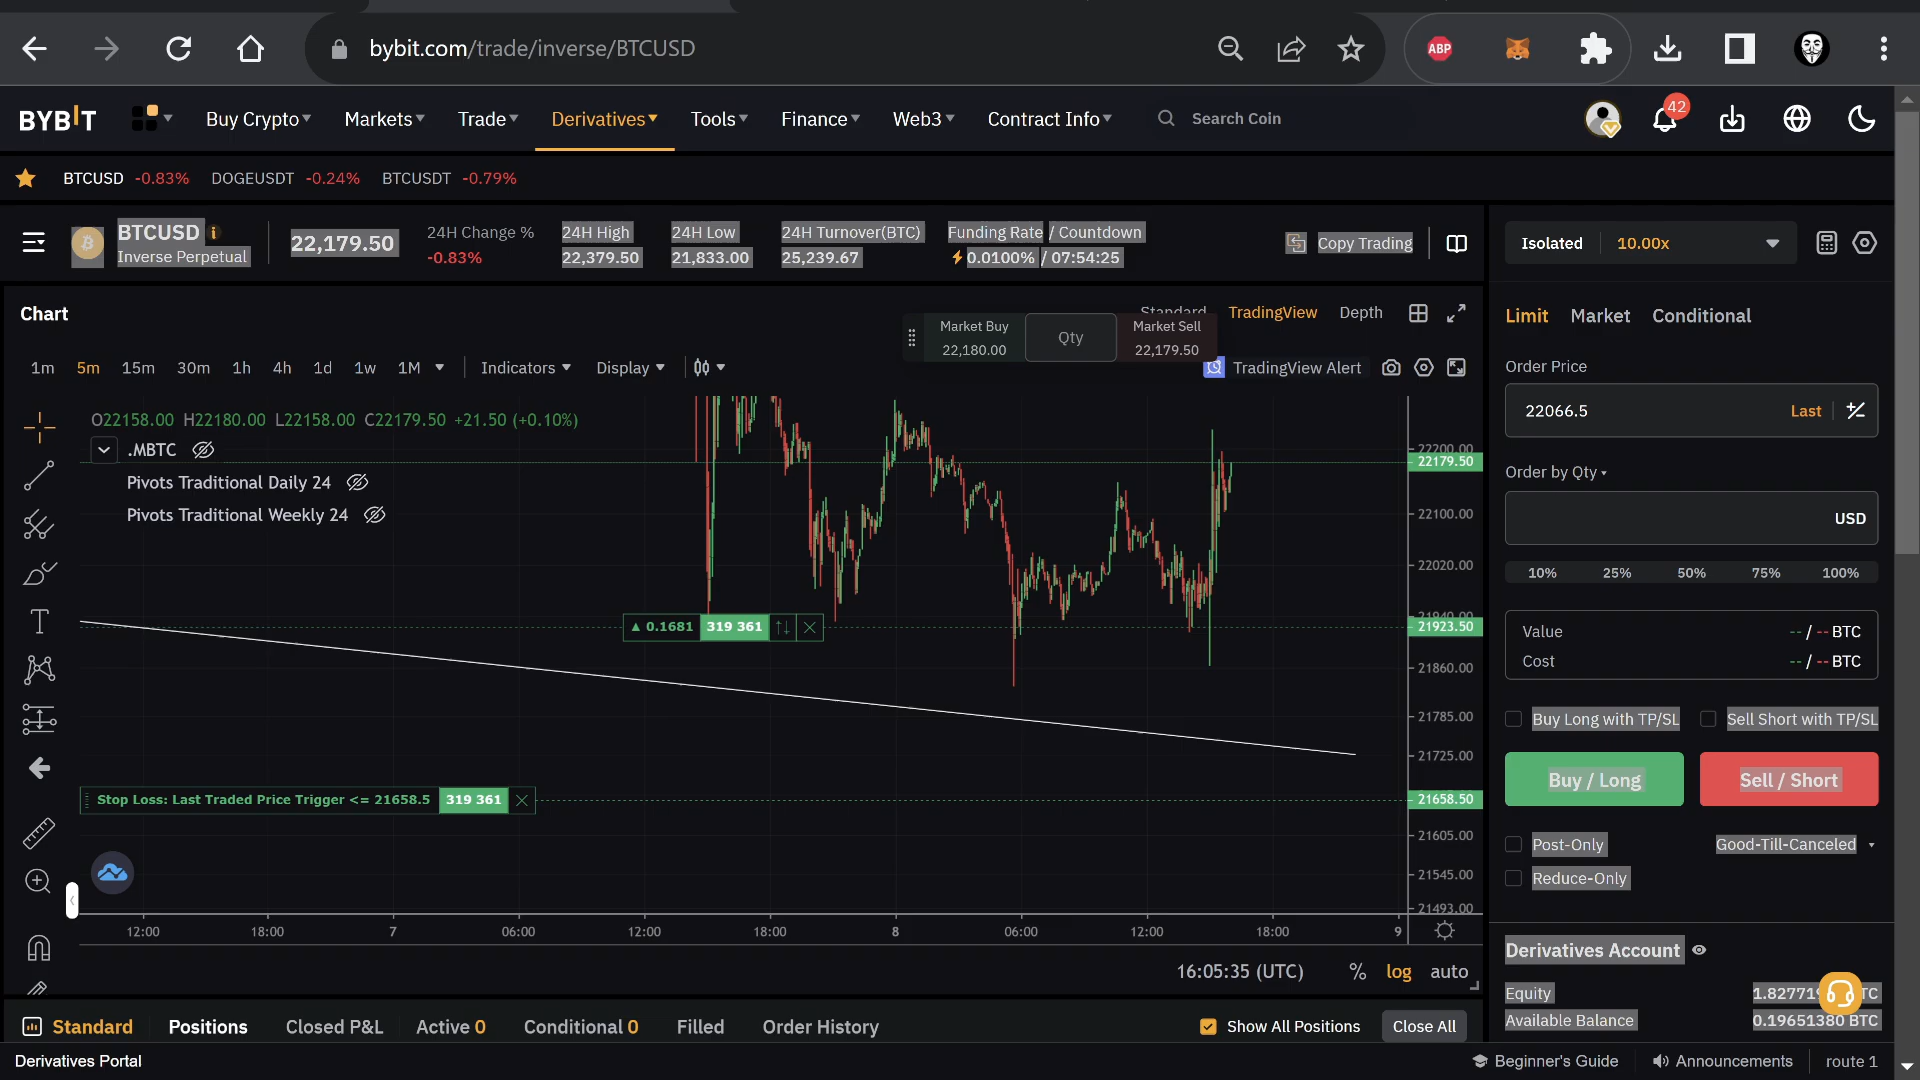 bybit.com/trade/inverse/BTCUSD
ABP
BYBIT Buy Crypto Markets Trade Derivatives Tools Finance Web3 Contract Info Search Coin 42
BTCUSD -0.83% DOGEUSDT -0.24% BTCUSDT -0.79%
BTCUSD
Inverse Perpetual
22,179.50
24H Change %
-0.83%
24H High
22,379.50
24H Low
21,833.00
24H Turnover(BTC)
25,239.67
Funding Rate / Countdown
0.0100% / 07:54:25
Copy Trading
Isolated 10.00x
Chart
Standard TradingView Depth
Market Buy
22,180.00
Qty
Market Sell
22,179.50
1m 5m 15m 30m 1h 4h 1d 1w 1M Indicators Display TradingView Alert
O22158.00 H22180.00 L22158.00 C22179.50 +21.50 (+0.10%)
.MBTC
Pivots Traditional Daily 24
Pivots Traditional Weekly 24
22200.00
22179.50
22100.00
22020.00
21940.00
21923.50
21860.00
21785.00
21725.00
21658.50
21605.00
21545.00
21493.00
0.1681 319 361
Stop Loss: Last Traded Price Trigger <= 21658.5 319 361
12:00 18:00 7 06:00 12:00 18:00 8 06:00 12:00 18:00 9
16:05:35 (UTC) % log auto
Limit Market Conditional
Order Price
22066.5 Last
Order by Qty
USD
10% 25% 50% 75% 100%
Value -- / -- BTC
Cost -- / -- BTC
Buy Long with TP/SL Sell Short with TP/SL
Buy / Long Sell / Short
Post-Only Good-Till-Canceled
Reduce-Only
Derivatives Account
Equity
Available Balance 0.19651380 BTC
Standard Positions Closed P&L Active 0 Conditional 0 Filled Order History Show All Positions Close All
Derivatives Portal Beginner's Guide Announcements route 1